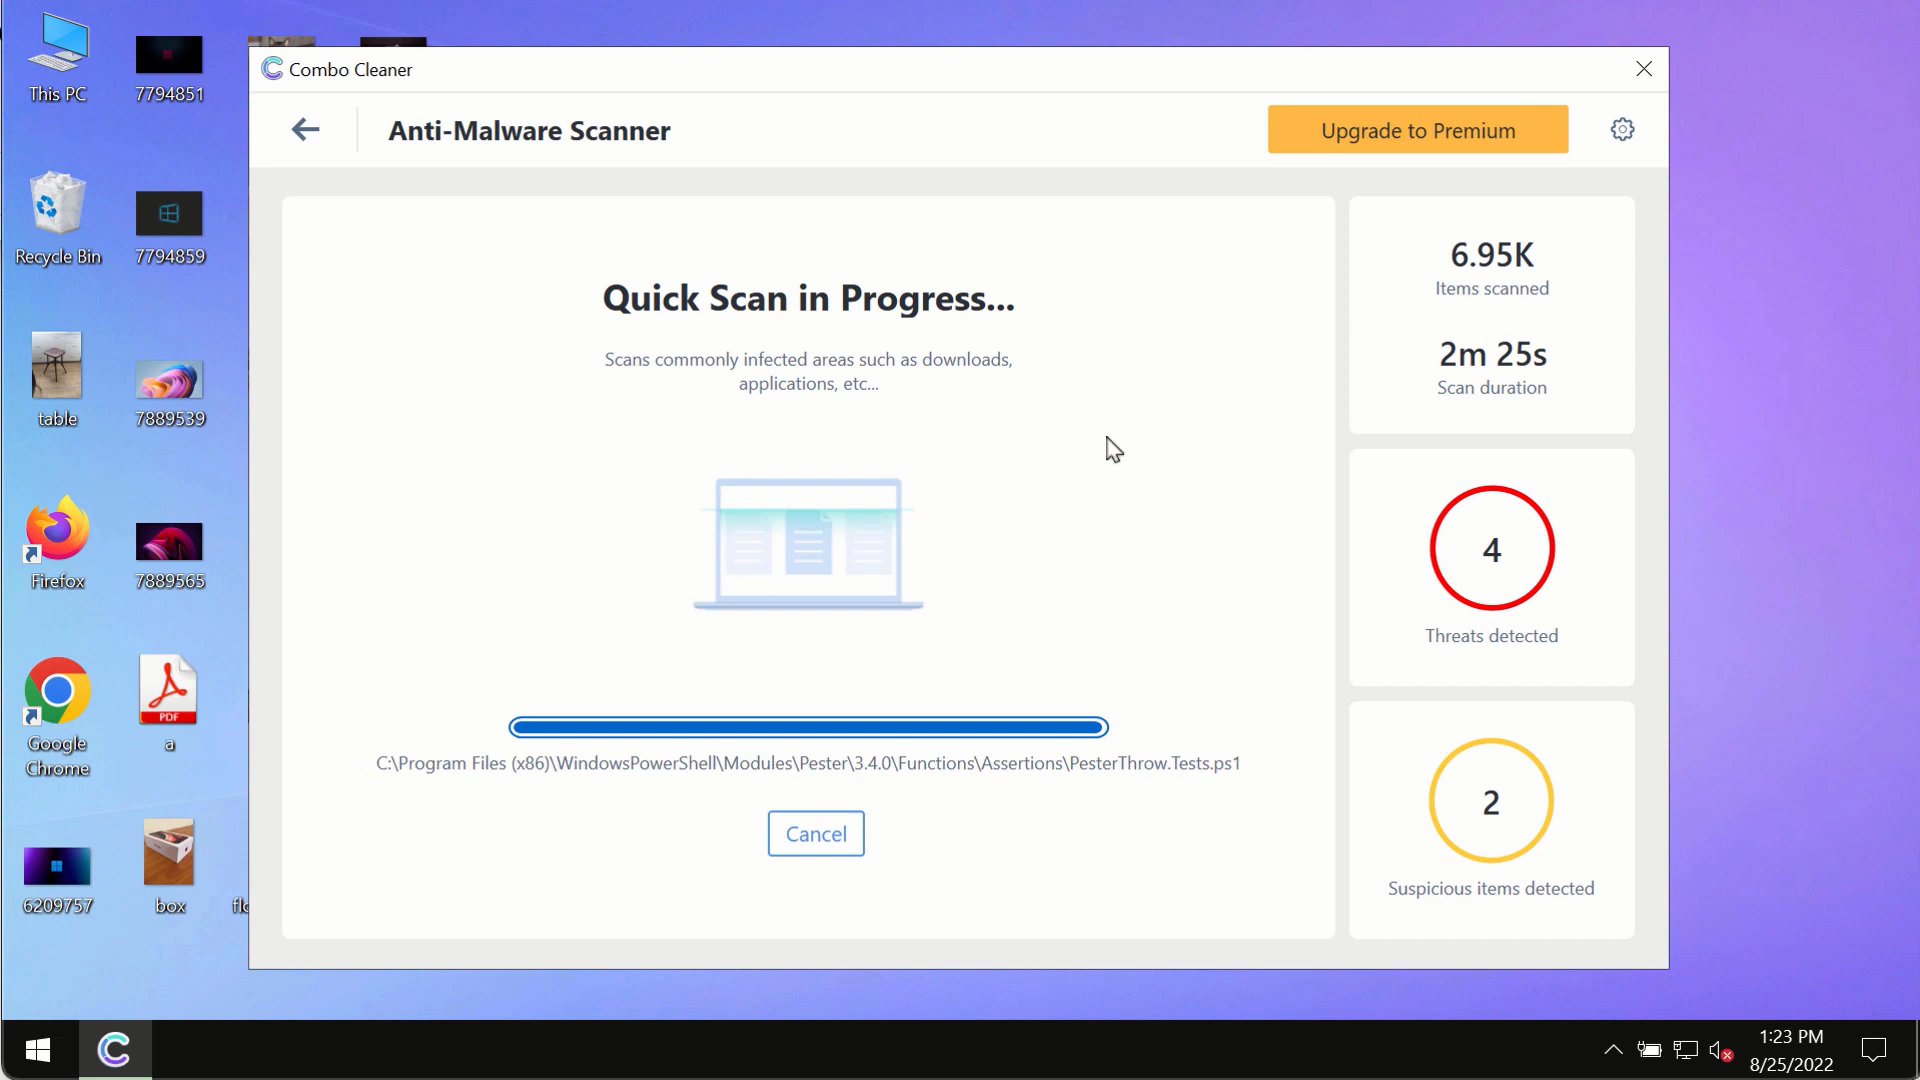 This PC
7794851
Recycle Bin
7794859
table
7889539
Firefox
7889565
Google
Chrome
PDF
a
6209757
box
Combo Cleaner
Anti-Malware Scanner
Upgrade to Premium
Quick Scan in Progress...
Scans commonly infected areas such as downloads,
applications, etc...
C:\Program Files (x86)\WindowsPowerShell\Modules\Pester\3.4.0\Functions\Assertions\PesterThrow.Tests.ps1
Cancel
6.95K
Items scanned
2m 25s
Scan duration
4
Threats detected
2
Suspicious items detected
1:23 PM
8/25/2022